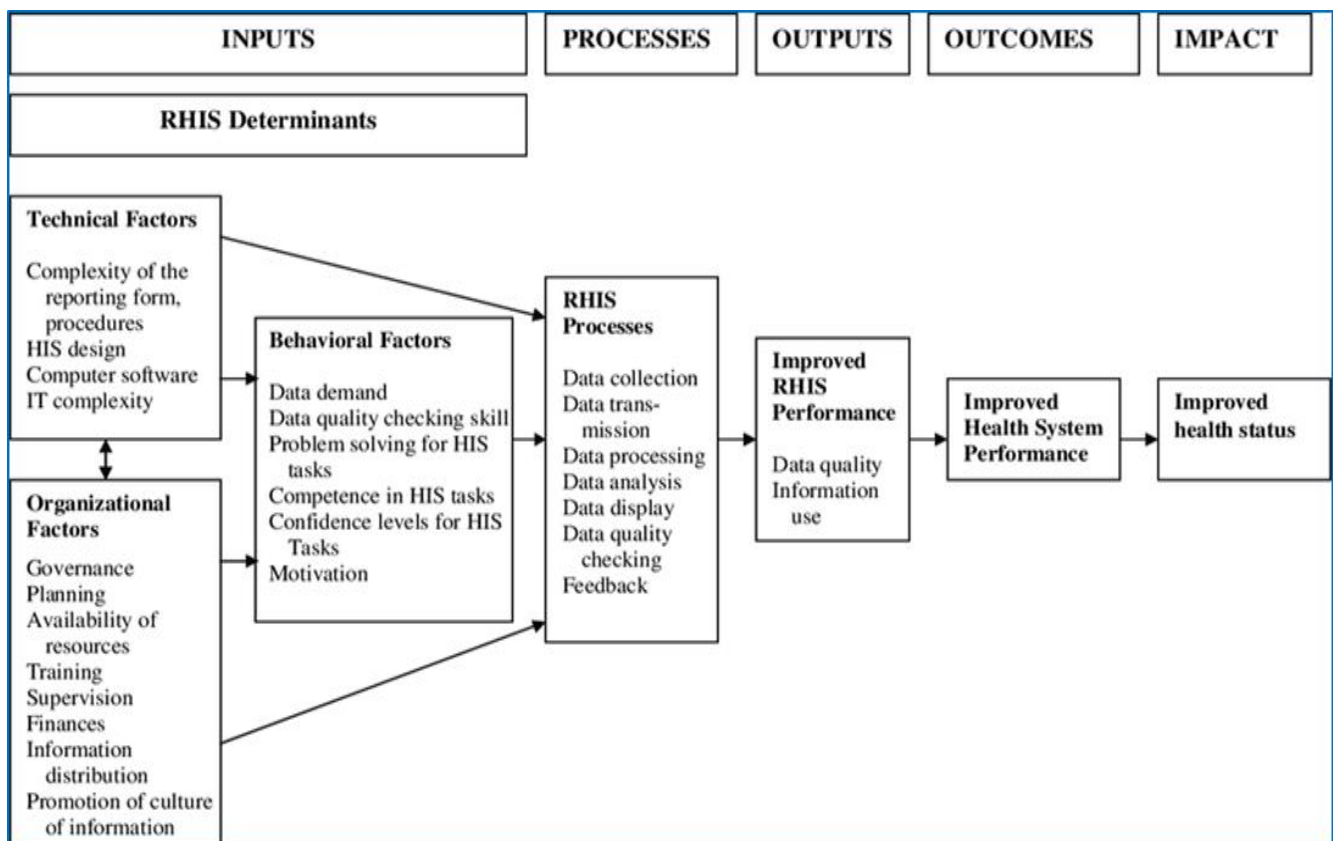 INPUTS
PROCESSES
OUTPUTS
OUTCOMES
IMPACT
RHIS Determinants
Technical Factors
Complexity of the
reporting form,
procedures
HIS design
Computer software
IT complexity
Organizational
Factors
Governance
Planning
Availability of
resources
Training
Supervision
Finances
Information
distribution
Promotion of culture
of information
Behavioral Factors
Data demand
Data quality checking skill
Problem solving for HIS
tasks
Competence in HIS tasks
Confidence levels for HIS
Tasks
Motivation
RHIS
Processes
Data collection
Data trans-
mission
Data processing
Data analysis
Data display
Data quality
checking
Feedback
Improved
RHIS
Performance
Data quality
Information
use
Improved
Health System
Performance
Improved
health status